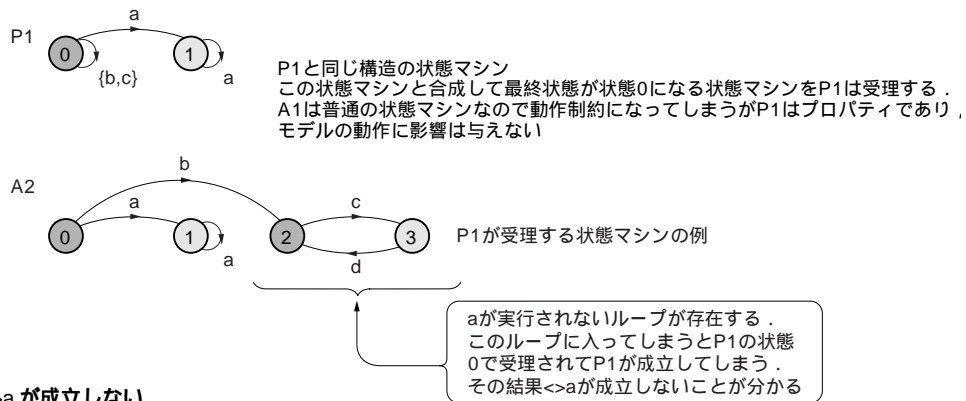 a
P1
0
1
{b,c}
a
P1と同じ構造の状態マシン
この状態マシンと合成して最終状態が状態0になる状態マシンをP1は受理する．
A1は普通の状態マシンなので動作制約になってしまうがP1はプロパティであり，
モデルの動作に影響は与えない
b
A2
a
c
0
1
2
3
P1が受理する状態マシンの例
a
d
aが実行されないループが存在する．
このループに入ってしまうとP1の状態
0で受理されてP1が成立してしまう．
その結果<>aが成立しないことが分かる
>a が成立しない